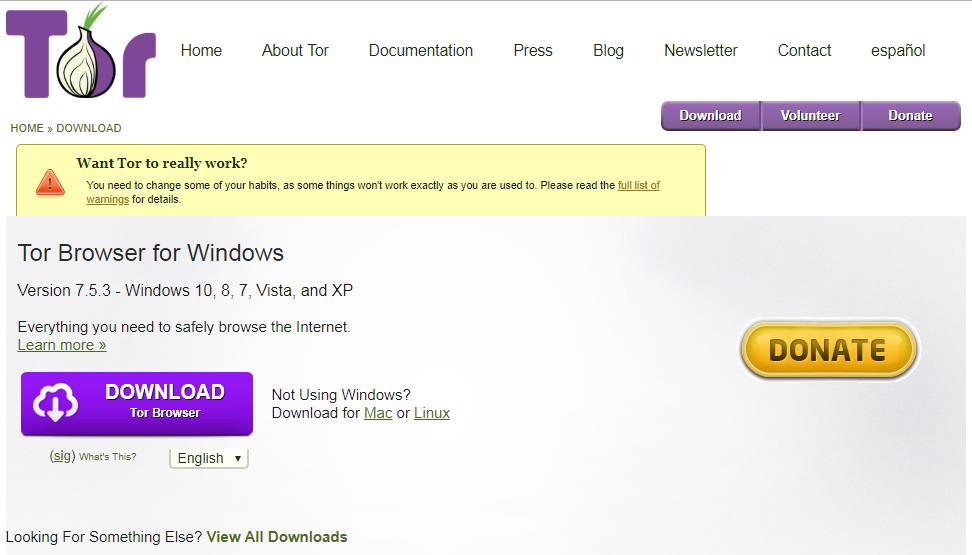 Tor
Home About Tor Documentation Press Blog Newsletter Contact español
HOME » DOWNLOAD
Download Volunteer Donate
Want Tor to really work?
You need to change some of your habits, as some things won't work exactly as you are used to. Please read the full list of
warnings for details.
Tor Browser for Windows
Version 7.5.3 - Windows 10, 8, 7, Vista, and XP
Everything you need to safely browse the Internet.
Learn more »
DONATE
DOWNLOAD
Tor Browser
Not Using Windows?
Download for Mac or Linux
(sig) What's This?
English
Looking For Something Else? View All Downloads